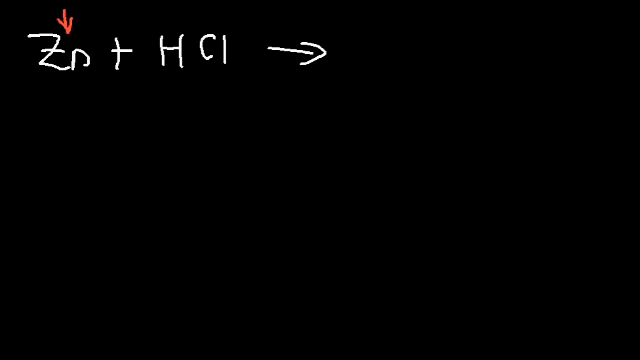 Zn + HCl →